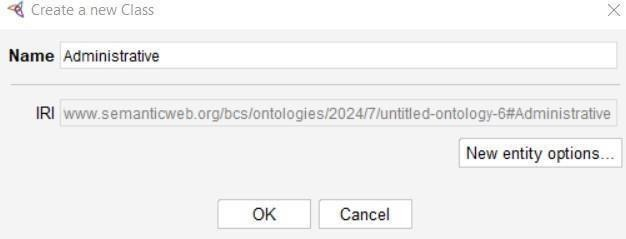 Create a new Class
Name Administrative
IRI www.semanticweb.org/bcs/ontologies/2024/7/untitled-ontology-6#Administrative
New entity options...
OK Cancel